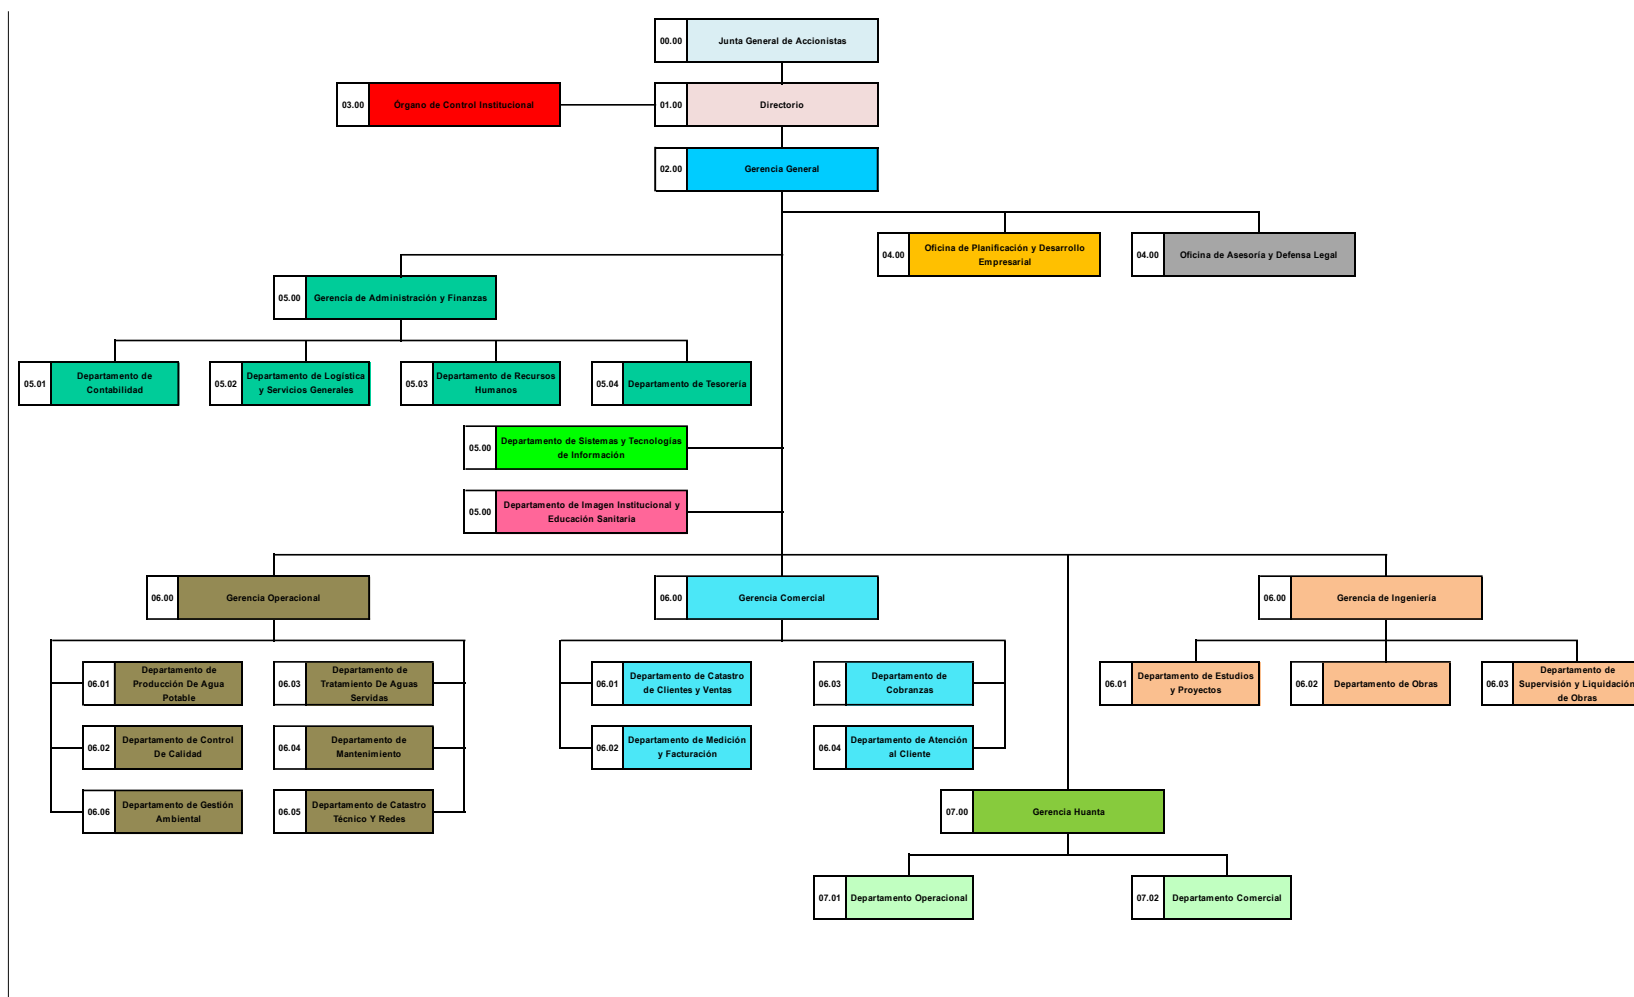 00.00
Junta General de Accionistas
03.00
Órgano de Control Institucional
01.00
Directorio
02.00
Gerencia General
04.00
Oficina de Planificación y Desarrollo
Empresarial
04.00
Oficina de Asesoría y Defensa Legal
05.00
Gerencia de Administración y Finanzas
05.01
Departamento de
Contabilidad
05.02
Departamento de Logística
y Servicios Generales
05.03
Departamento de Recursos
Humanos
05.04
Departamento de Tesorería
05.00
Departamento de Sistemas y Tecnologías
de Información
05.00
Departamento de Imagen Institucional y
Educación Sanitaria
06.00
Gerencia Operacional
06.00
Gerencia Comercial
06.00
Gerencia de Ingeniería
06.01
Departamento de
Producción De Agua
Potable
06.03
Departamento de
Tratamiento De Aguas
Servidas
06.01
Departamento de Catastro
de Clientes y Ventas
06.03
Departamento de
Cobranzas
06.01
Departamento de Estudios
y Proyectos
06.02
Departamento de Obras
06.03
Departamento de
Supervisión y Liquidación
de Obras
06.02
Departamento de Control
De Calidad
06.04
Departamento de
Mantenimiento
06.02
Departamento de Medición
y Facturación
06.04
Departamento de Atención
al Cliente
06.06
Departamento de Gestión
Ambiental
06.05
Departamento de Catastro
Técnico Y Redes
07.00
Gerencia Huanta
07.01
Departamento Operacional
07.02
Departamento Comercial